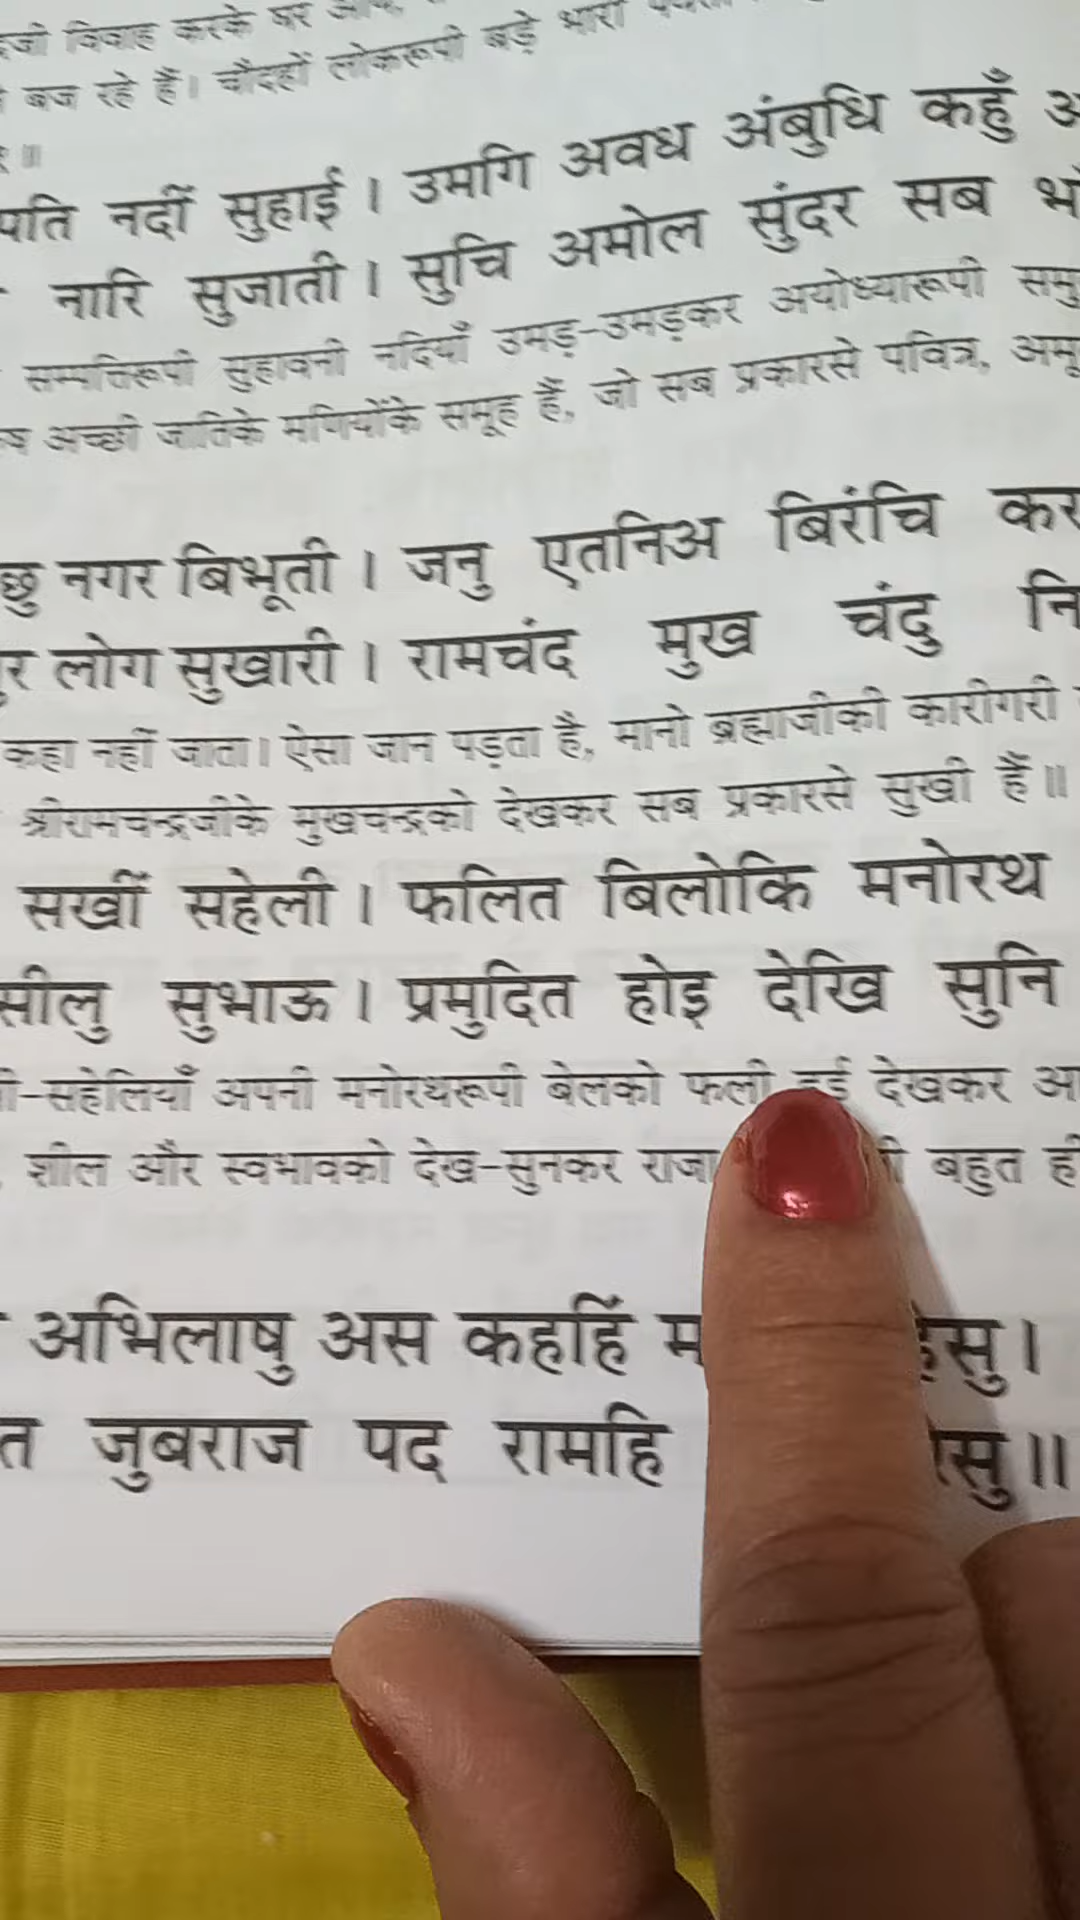 विवाह करके घर
बज रहे हैं। चौदहों लोकरूपी बड़े भारी
नदीं सुहाई । उमगि अवध अंबुधि कहुँ
नारि सुजाती । सुचि अमोल सुंदर सब
सम्पत्तिरूपी सुहावनी नदियाँ उमड़-उमड़कर अयोध्यारूपी
अच्छी जातिके मणियोंके समूह हैं, जो सब प्रकारसे पवित्र,
नगर बिभूती । जनु एतनिअ बिरंचि
लोग सुखारी । रामचंद मुख चंदु
कहा नहीं जाता। ऐसा जान पड़ता है, मानो ब्रह्माजीकी कारीगरी
श्रीरामचन्द्रजीके मुखचन्द्रको देखकर सब प्रकारसे सुखी हैं॥
सखीं सहेली । फलित बिलोकि मनोरथ
सीलु सुभाऊ । प्रमुदित होइ देखि सुनि
-सहेलियाँ अपनी मनोरथरूपी बेलको फली हुई देखकर
शील और स्वभावको देख-सुनकर राजा बहुत ही
अभिलाषु अस कहहिं
जुबराज पद रामहि